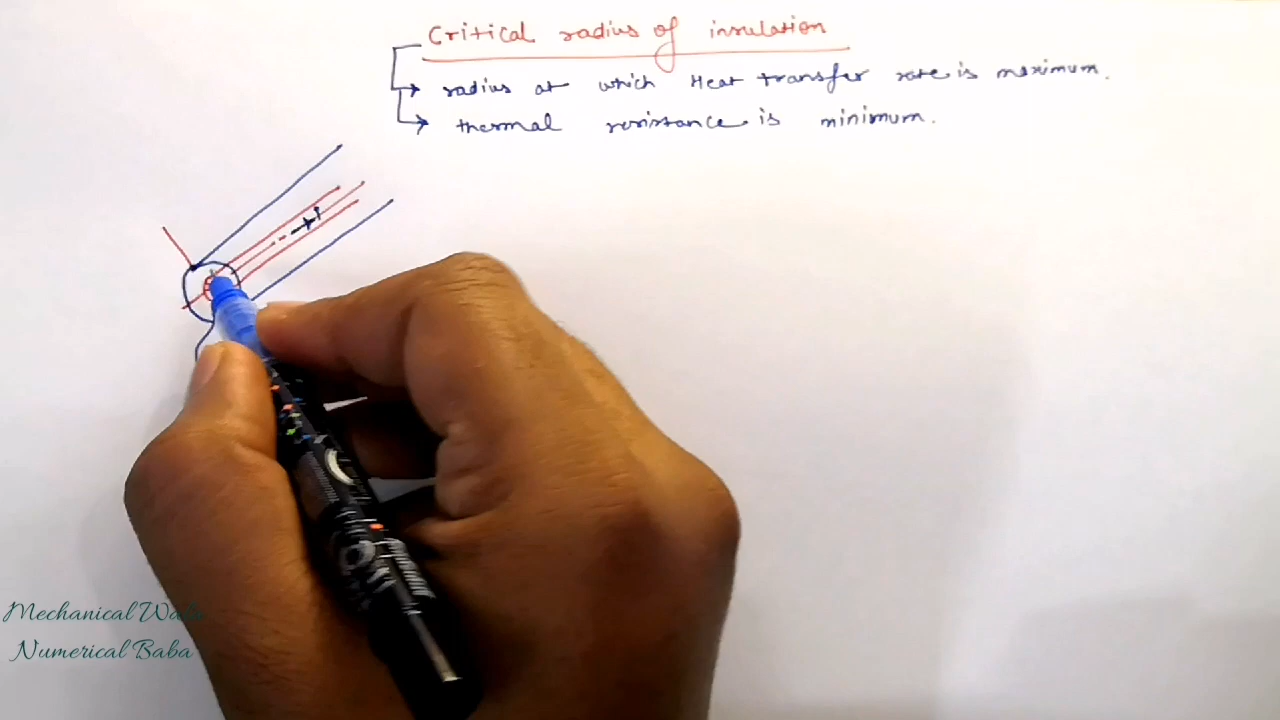 Critical radius of insulation
radius at which Heat transfer rate is maximum.
thermal resistance is minimum.
i
Mechanical Wale
Numerical Baba